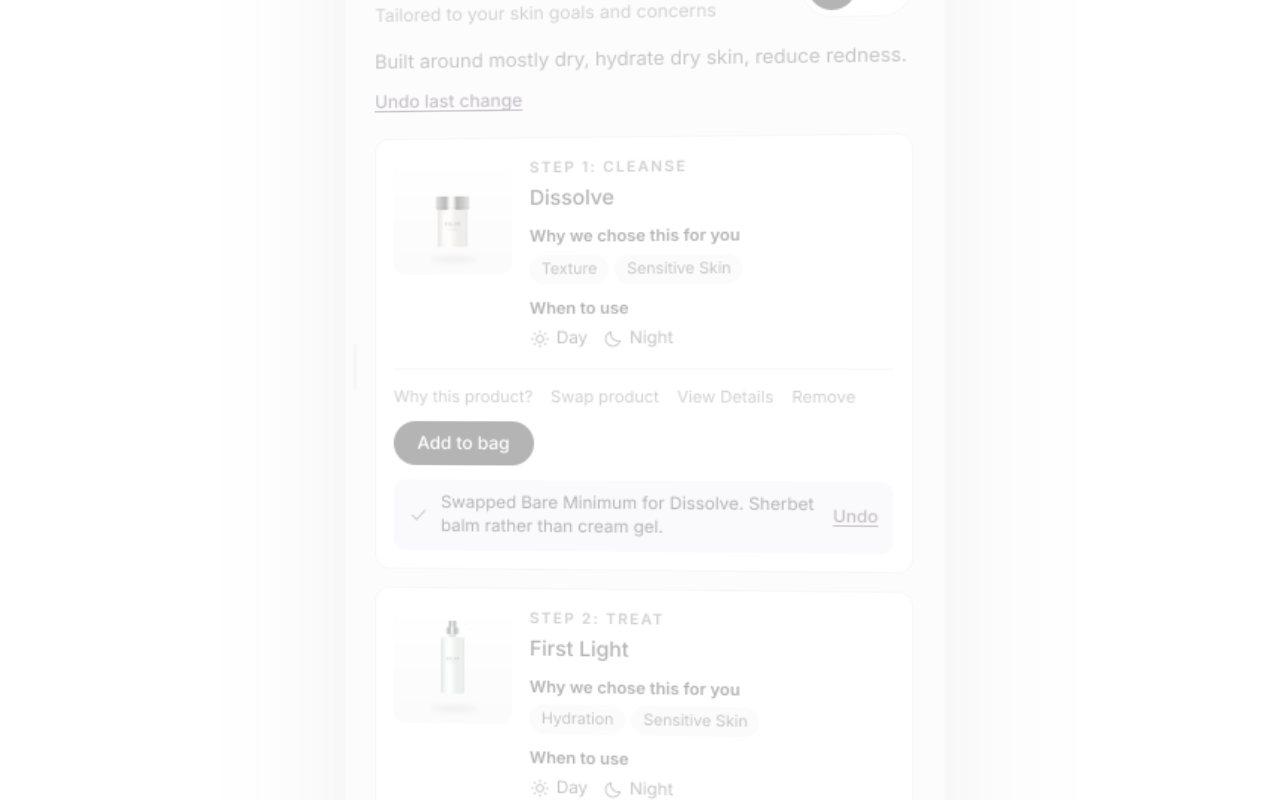 Tailored to your skin goals and concerns
Built around mostly dry, hydrate dry skin, reduce redness.
Undo last change
STEP 1: CLEANSE
Dissolve
Why we chose this for you
Texture
Sensitive Skin
When to use
Day
Night
Why this product?
Swap product
View Details
Remove
Add to bag
Swapped Bare Minimum for Dissolve. Sherbet
balm rather than cream gel.
Undo
STEP 2: TREAT
First Light
Why we chose this for you
Hydration
Sensitive Skin
When to use
Day
Night